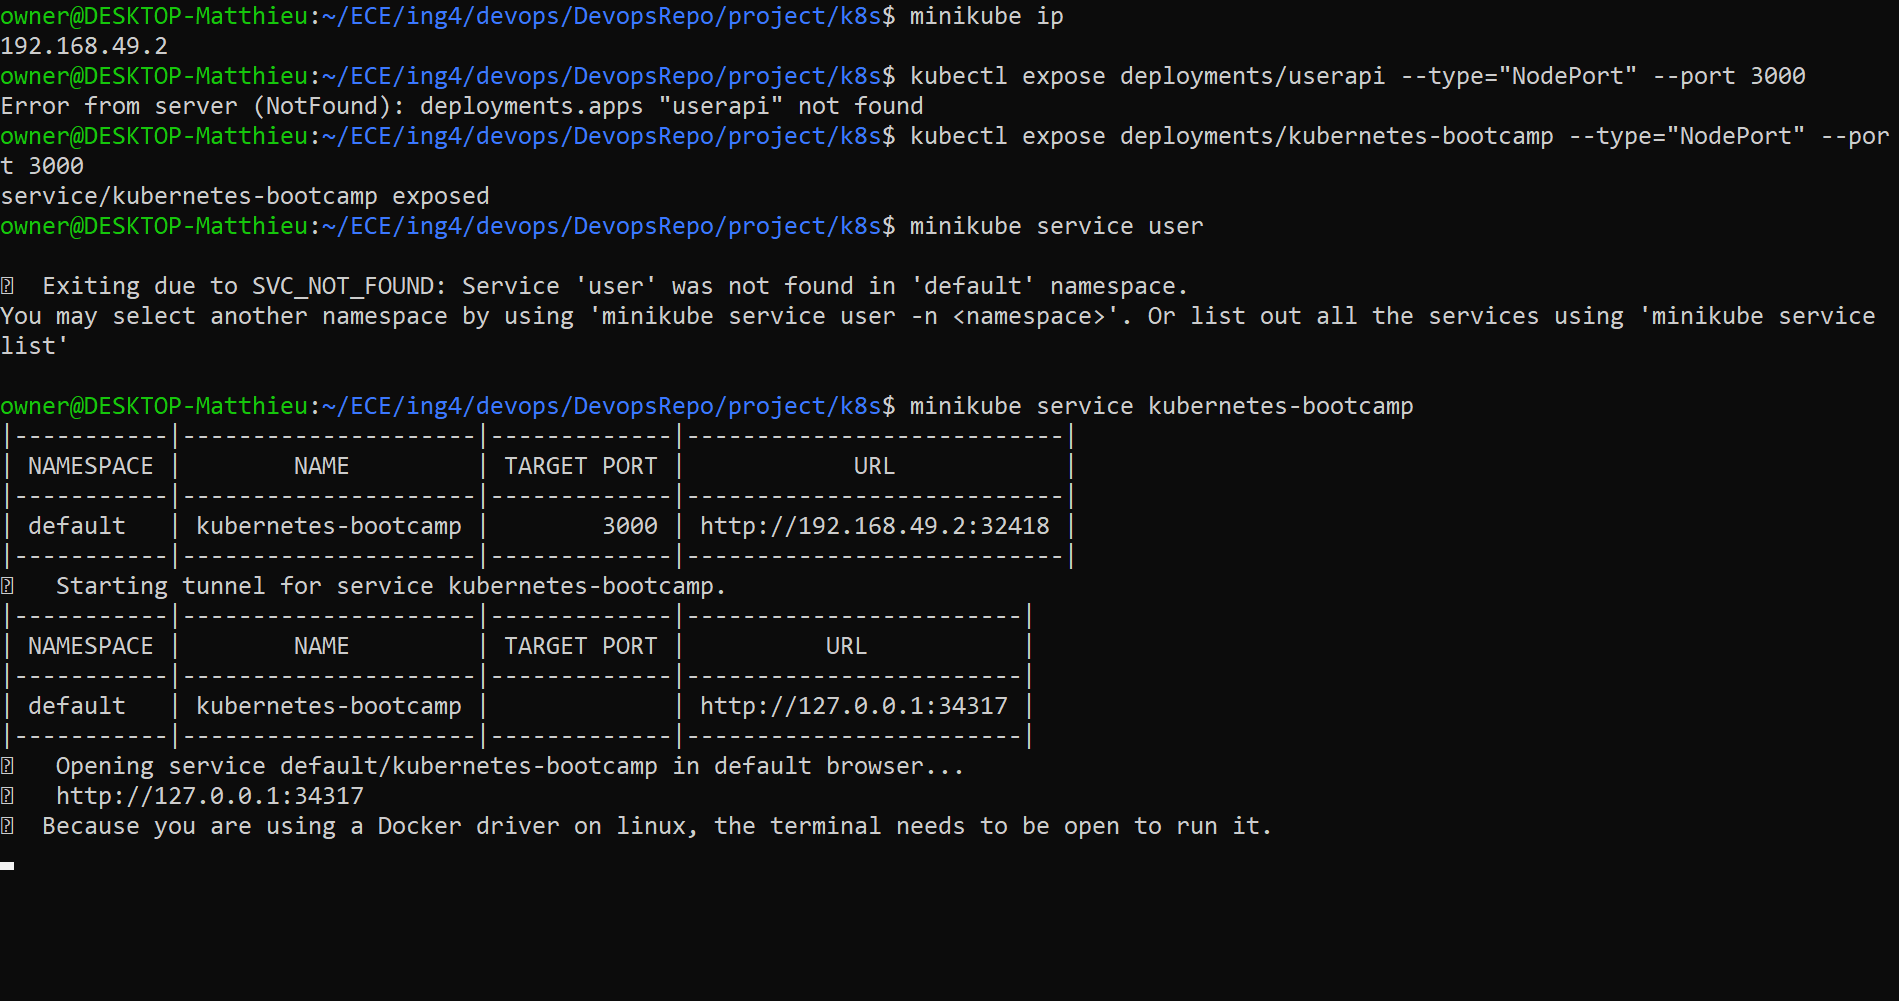 owner@DESKTOP-Matthieu:~/ECE/ing4/devops/DevopsRepo/project/k8s$ minikube ip
192.168.49.2
owner@DESKTOP-Matthieu:~/ECE/ing4/devops/DevopsRepo/project/k8s$ kubectl expose deployments/userapi --type="NodePort" --port 3000
Error from server (NotFound): deployments.apps "userapi" not found
owner@DESKTOP-Matthieu:~/ECE/ing4/devops/DevopsRepo/project/k8s$ kubectl expose deployments/kubernetes-bootcamp --type="NodePort" --por
t 3000
service/kubernetes-bootcamp exposed
owner@DESKTOP-Matthieu:~/ECE/ing4/devops/DevopsRepo/project/k8s$ minikube service user
Exiting due to SVC_NOT_FOUND: Service 'user' was not found in 'default' namespace.
You may select another namespace by using 'minikube service user -n <namespace>'. Or list out all the services using 'minikube service
list'
owner@DESKTOP-Matthieu:~/ECE/ing4/devops/DevopsRepo/project/k8s$ minikube service kubernetes-bootcamp
|-----------|---------------------|-------------|---------------------------|
| NAMESPACE |        NAME         | TARGET PORT |            URL            |
|-----------|---------------------|-------------|---------------------------|
| default   | kubernetes-bootcamp |        3000 | http://192.168.49.2:32418 |
|-----------|---------------------|-------------|---------------------------|
Starting tunnel for service kubernetes-bootcamp.
|-----------|---------------------|-------------|------------------------|
| NAMESPACE |        NAME         | TARGET PORT |          URL           |
|-----------|---------------------|-------------|------------------------|
| default   | kubernetes-bootcamp |             | http://127.0.0.1:34317 |
|-----------|---------------------|-------------|------------------------|
Opening service default/kubernetes-bootcamp in default browser...
http://127.0.0.1:34317
Because you are using a Docker driver on linux, the terminal needs to be open to run it.